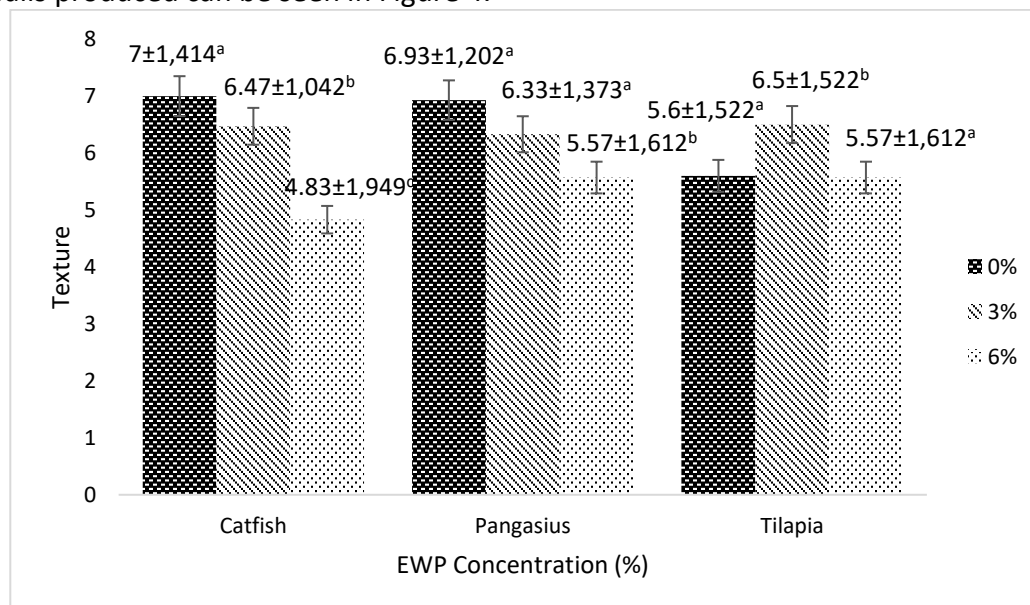 produced can be seen in Figure
8
7
6
5
4
3
2
1
0
Texture
7±1,414ᵃ
6.47±1,042ᵇ
4.83±1,949
6.93±1,202ᵃ
6.33±1,373ᵃ
5.57±1,612ᵇ
5.6±1,522ᵃ
6.5±1,522ᵇ
5.57±1,612ᵃ
0%
3%
6%
Catfish Pangasius Tilapia
EWP Concentration (%)